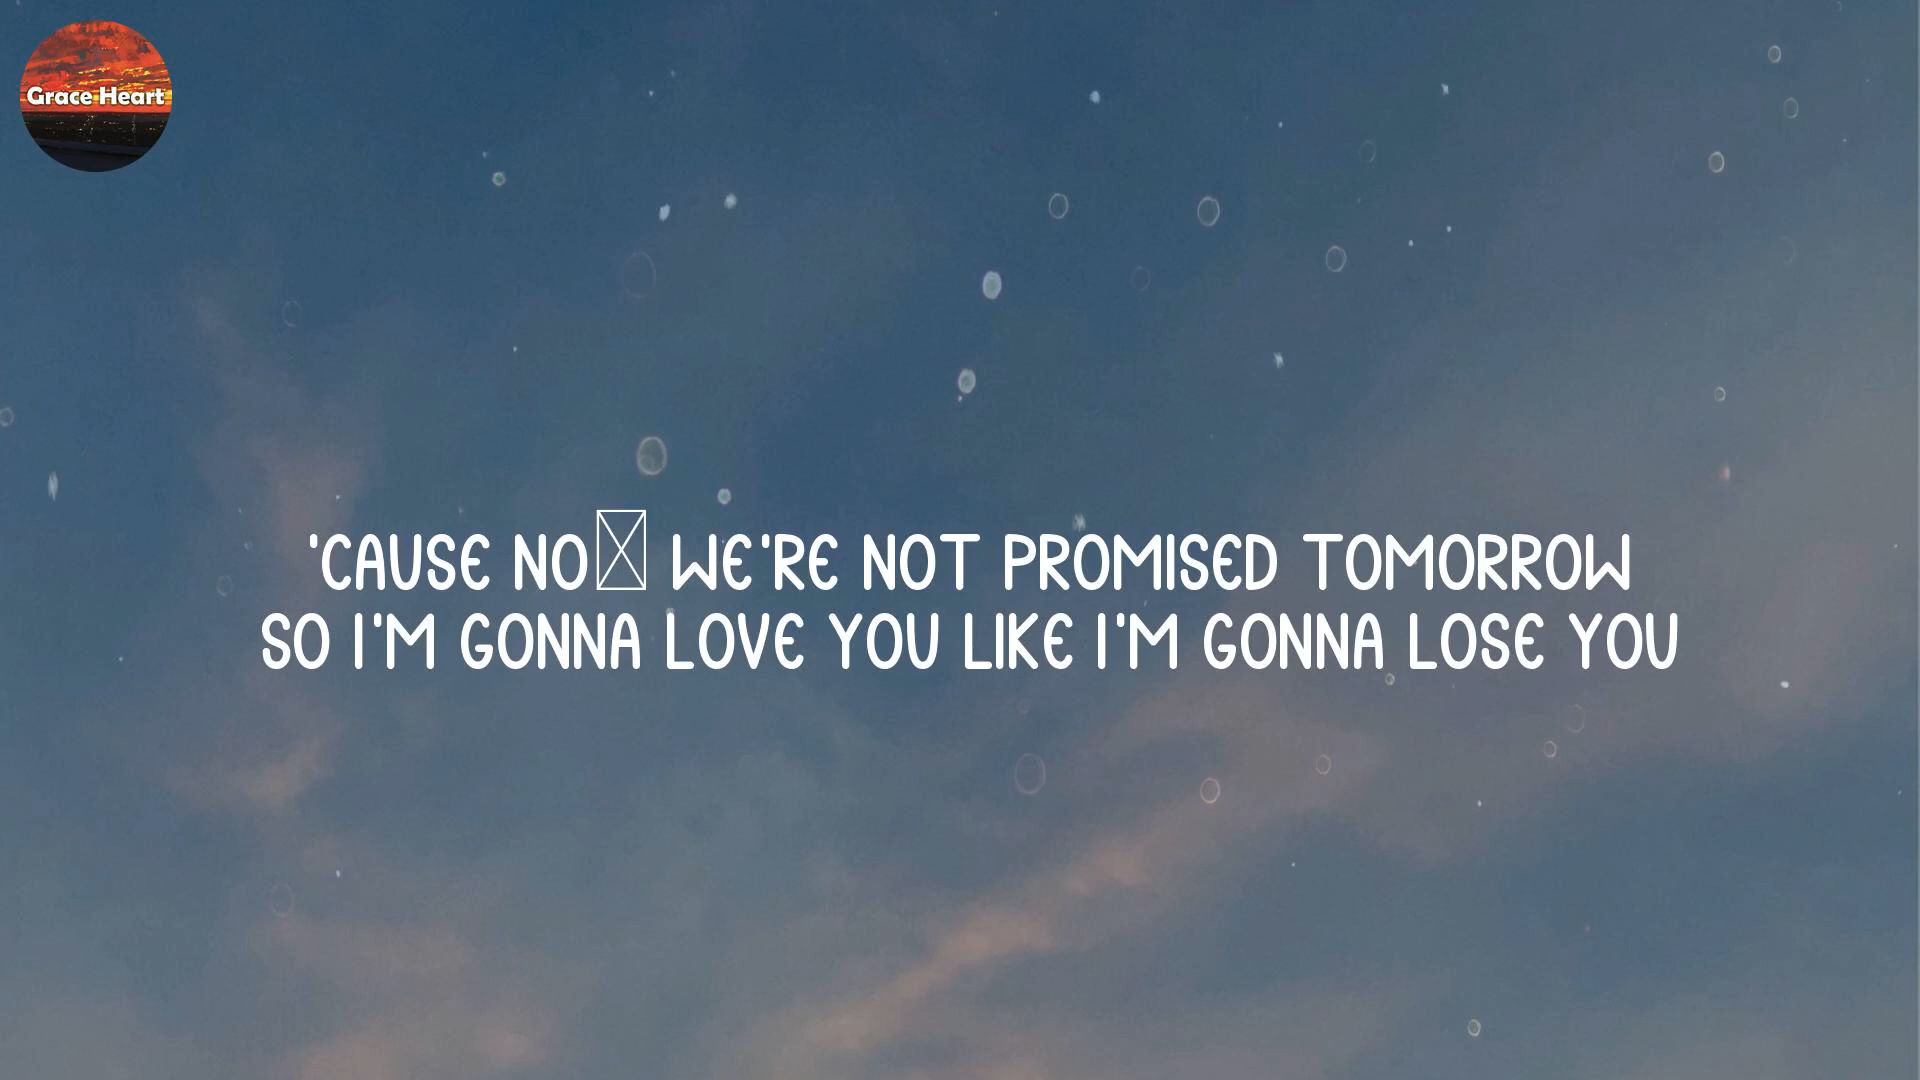 Grace Heart
'CAUSE NO WE'RE NOT PROMISED TOMORROW
SO I'M GONNA LOVE YOU LIKE I'M GONNA LOSE YOU